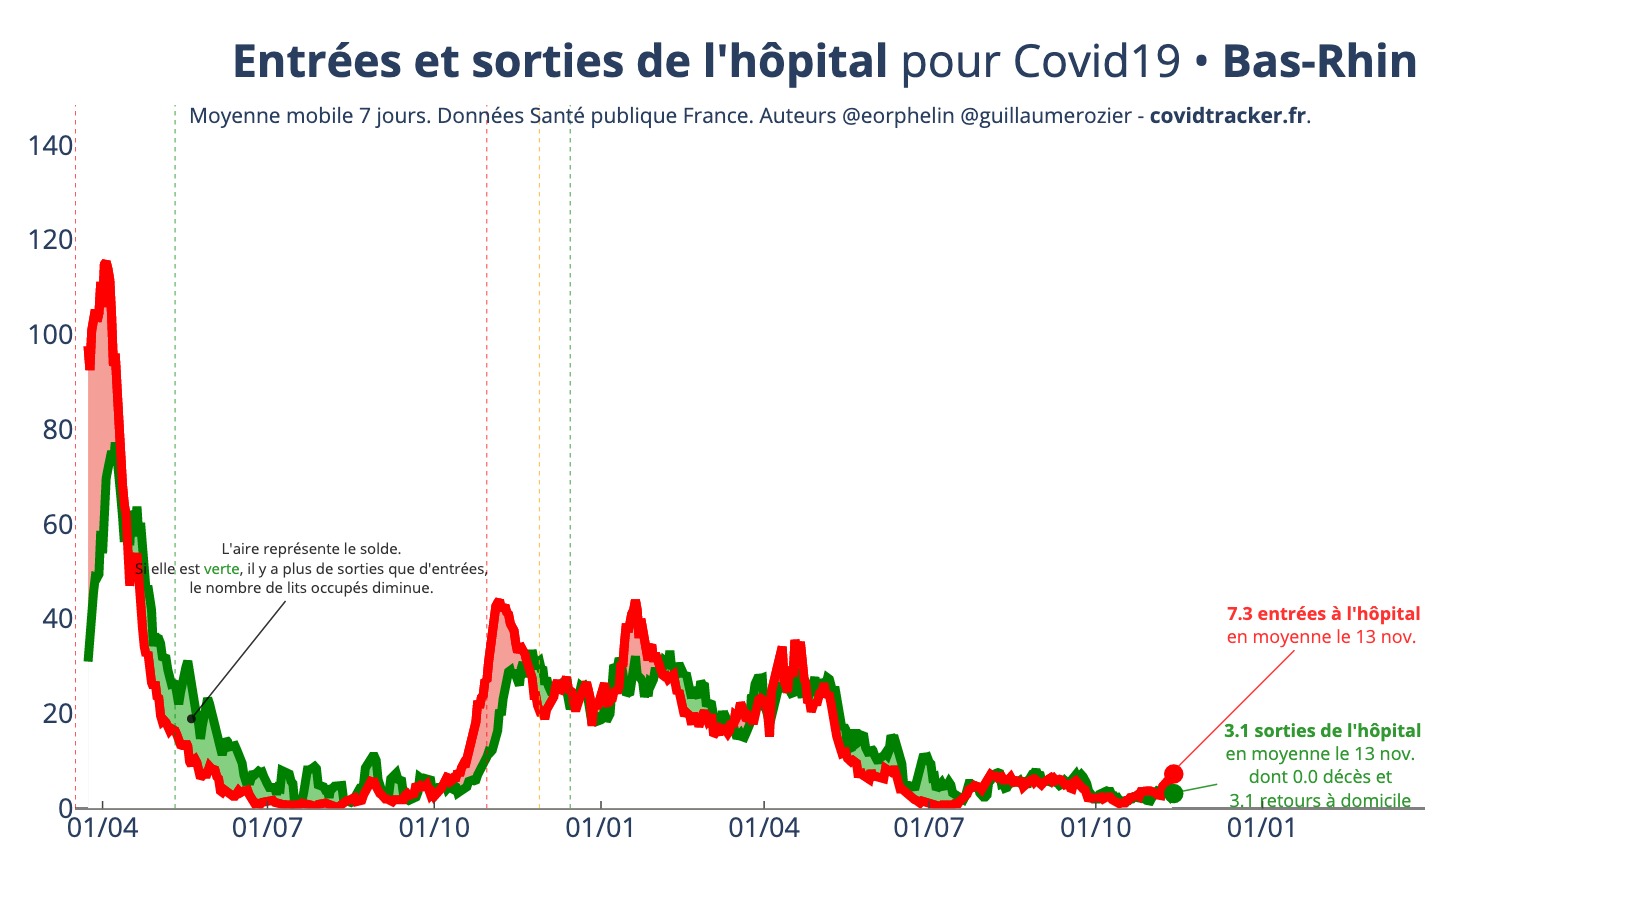 Entrées et sorties de l'hôpital pour Covid19 • Bas-Rhin
Moyenne mobile 7 jours. Données Santé publique France. Auteurs @eorphelin @guillaumerozier - covidtracker.fr.
140
120
100
80
60
40
20
0
L'aire représente le solde.
Si elle est verte, il y a plus de sorties que d'entrées,
le nombre de lits occupés diminue.
7.3 entrées à l'hôpital
en moyenne le 13 nov.
3.1 sorties de l'hôpital
en moyenne le 13 nov.
dont 0.0 décès et
3.1 retours à domicile
01/04 01/07 01/10 01/01 01/04 01/07 01/10 01/01